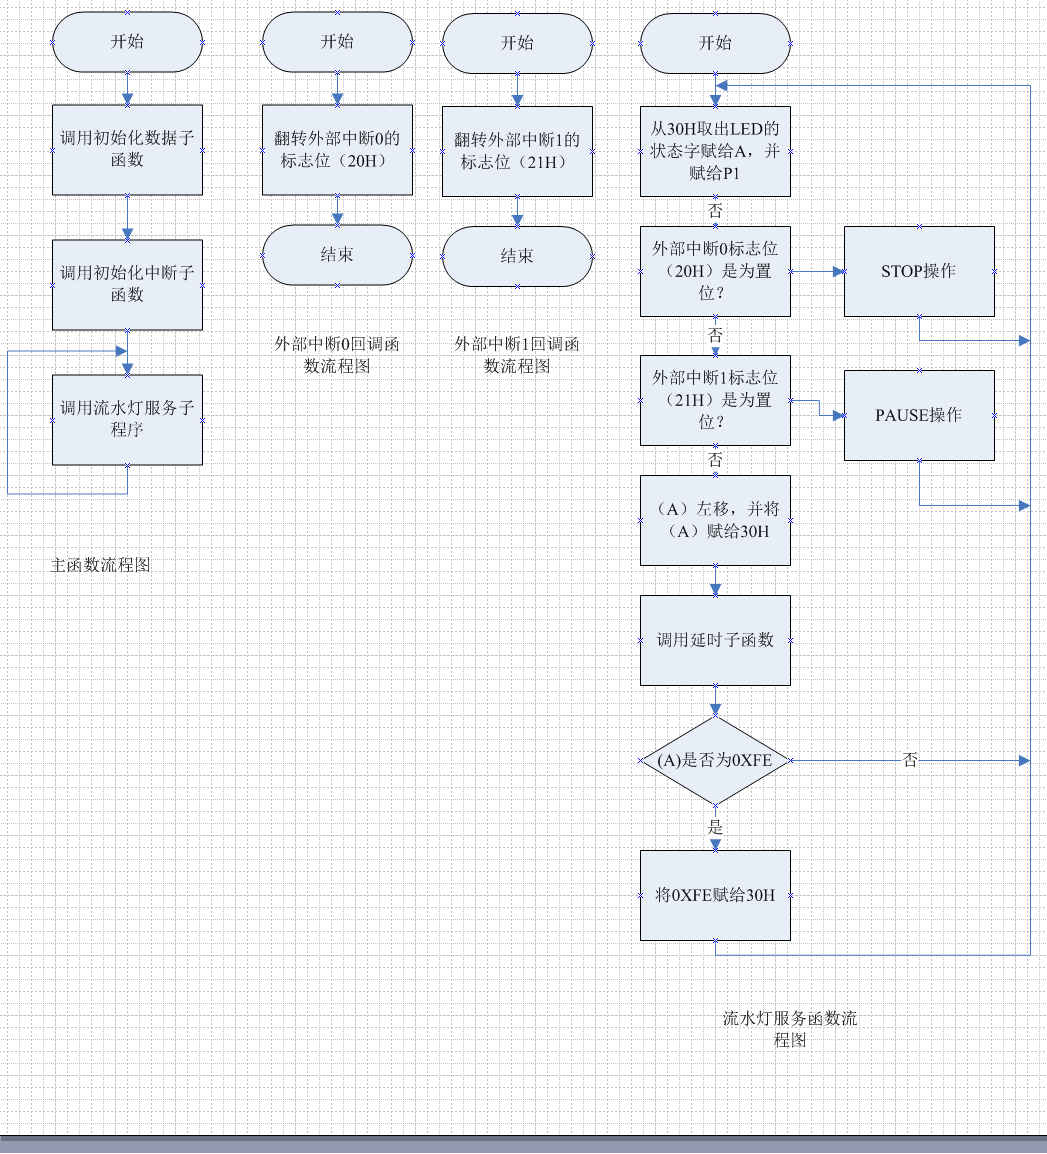 开始
调用初始化数据子
函数
调用初始化中断子
函数
调用流水灯服务子
程序
主函数流程图
开始
翻转外部中断0的
标志位（20H）
结束
外部中断0回调函
数流程图
开始
翻转外部中断1的
标志位（21H）
结束
外部中断1回调函
数流程图
开始
从30H取出LED的
状态字赋给A，并
赋给P1
否
外部中断0标志位
（20H）是为置
位？
STOP操作
否
外部中断1标志位
（21H）是为置
位？
PAUSE操作
否
（A）左移，并将
（A）赋给30H
调用延时子函数
(A)是否为0XFE
否
是
将0XFE赋给30H
流水灯服务函数流
程图